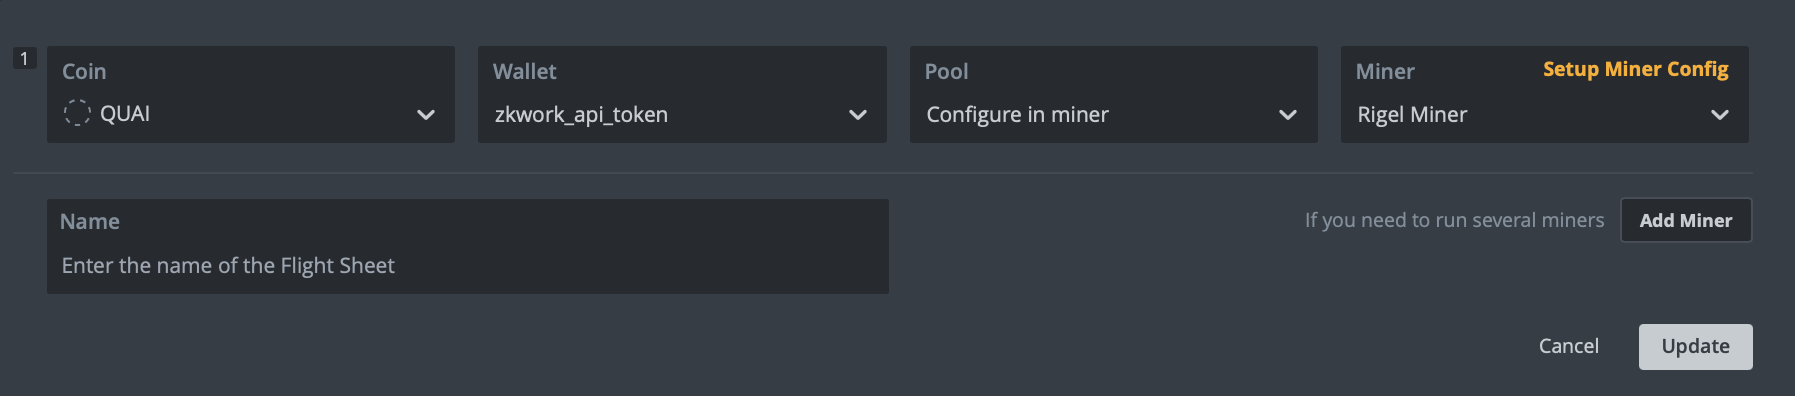 1
Coin
QUAI
Wallet
zkwork_api_token
Pool
Configure in miner
Miner
Setup Miner Config
Rigel Miner
Name
Enter the name of the Flight Sheet
If you need to run several miners
Add Miner
Cancel
Update